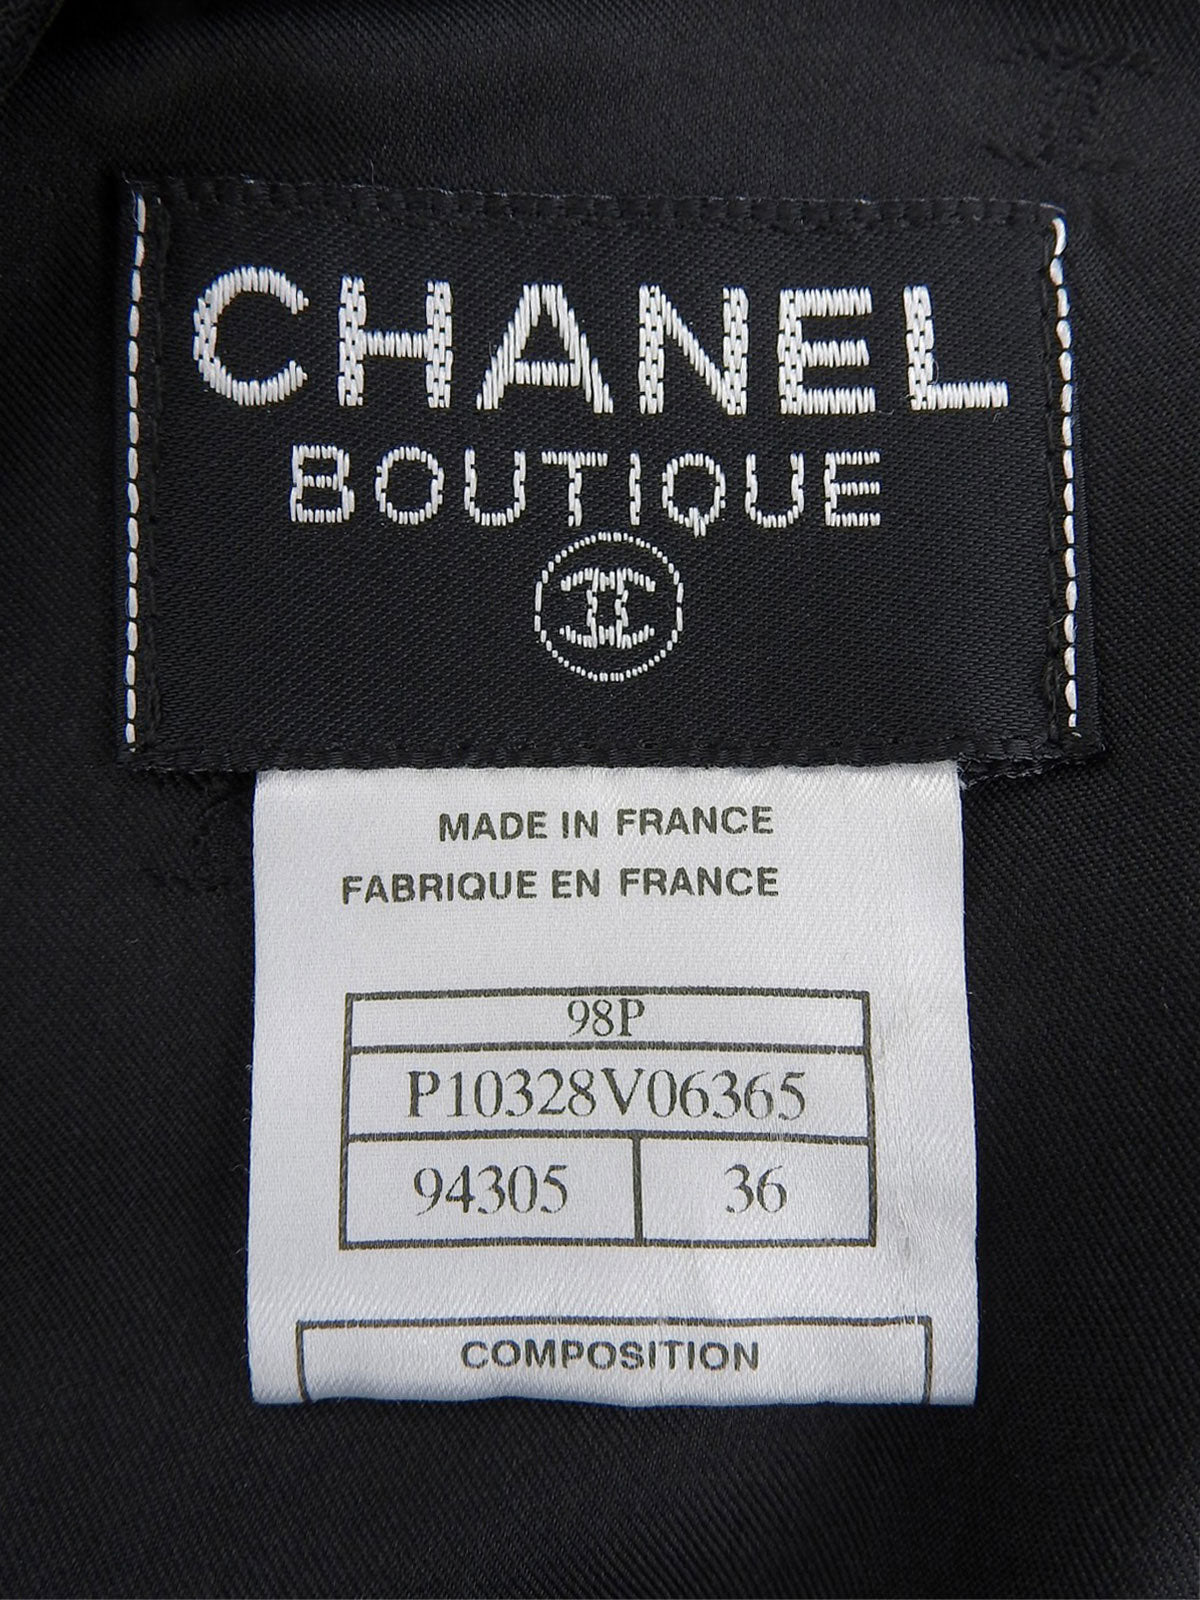 CHANEL
BOUTIQUE
MADE IN FRANCE
FABRIQUE EN FRANCE
98P
P10328V06365
94305 36
COMPOSITION